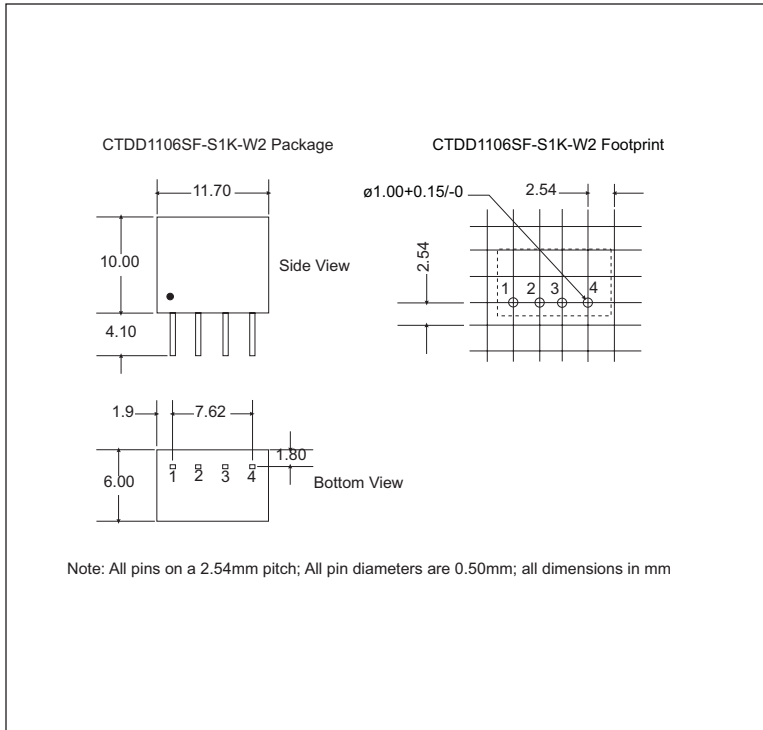 CTDD1106SF-S1K-W2 Package
11.70
10.00
Side View
4.10
1.9
7.62
1.80
6.00
1 2 3 4
Bottom View
CTDD1106SF-S1K-W2 Footprint
ø1.00+0.15/-0
2.54
2.54
1 2 3 4
Note: All pins on a 2.54mm pitch; All pin diameters are 0.50mm; all dimensions in mm